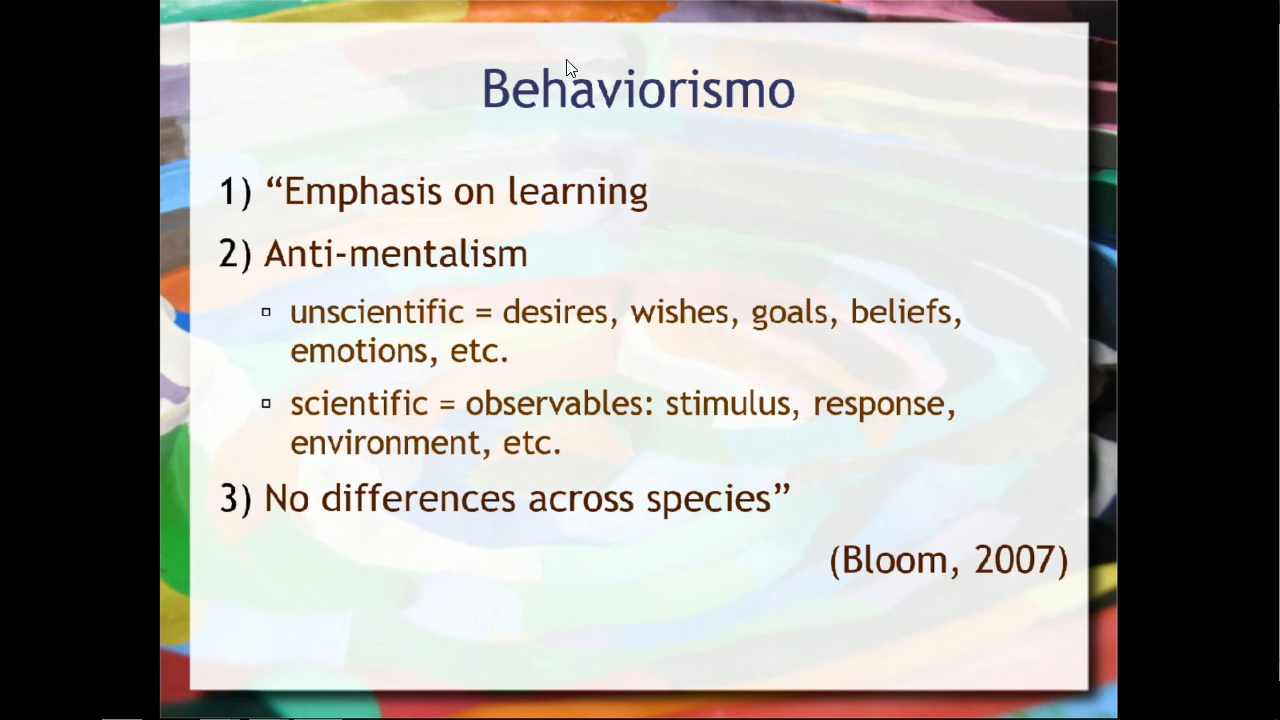 Behaviorismo
1) “Emphasis on learning
2) Anti-mentalism
▫ unscientific = desires, wishes, goals, beliefs,
emotions, etc.
▫ scientific = observables: stimulus, response,
environment, etc.
3) No differences across species”
(Bloom, 2007)